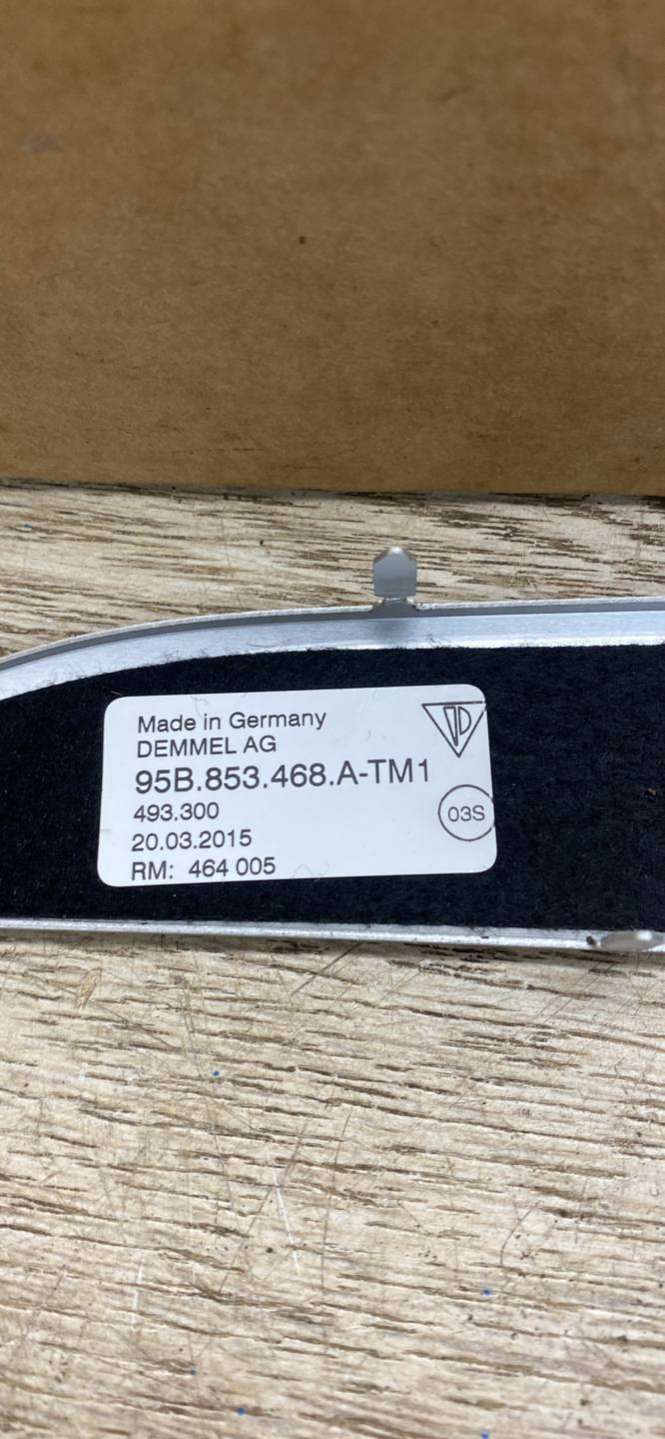 Made in Germany
DEMMEL AG
95B.853.468.A-TM1
493.300
03S
20.03.2015
RM: 464 005